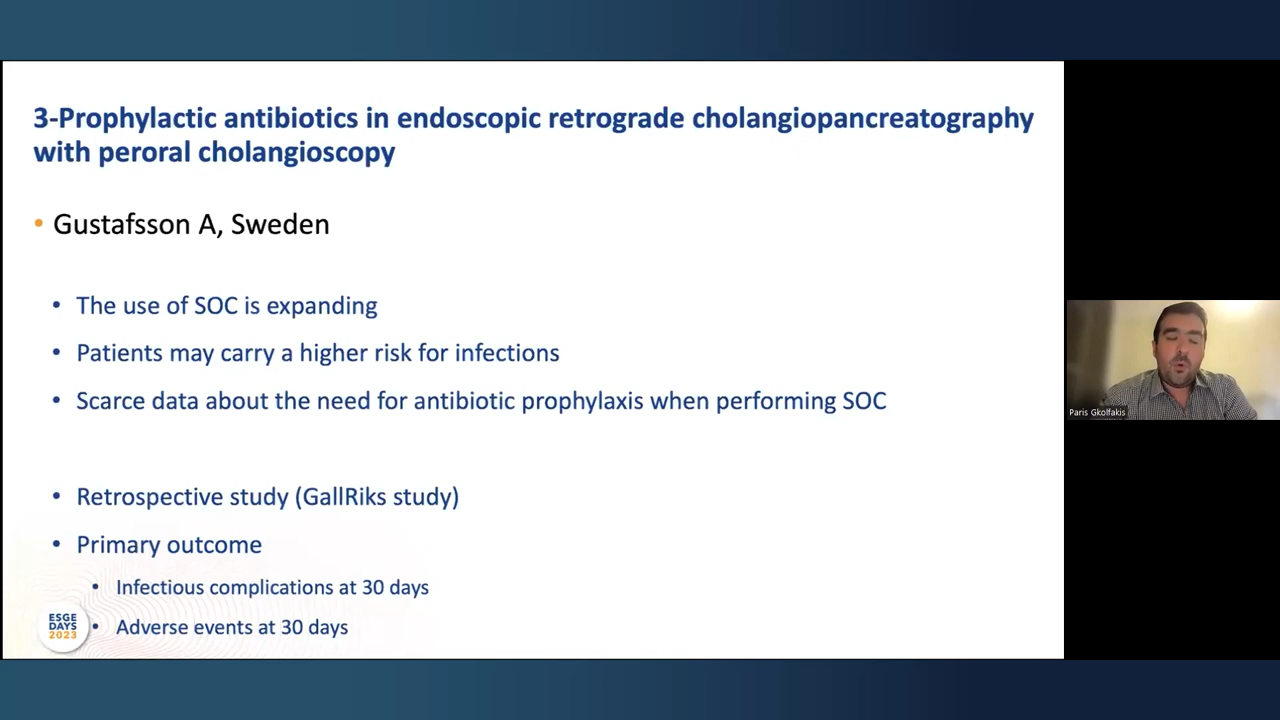 3-Prophylactic antibiotics in endoscopic retrograde cholangiopancreatography
with peroral cholangioscopy
• Gustafsson A, Sweden
• The use of SOC is expanding
• Patients may carry a higher risk for infections
• Scarce data about the need for antibiotic prophylaxis when performing SOC
• Retrospective study (GallRiks study)
• Primary outcome
• Infectious complications at 30 days
• Adverse events at 30 days
ESGE
DAYS
2023
Paris Gkolfakis